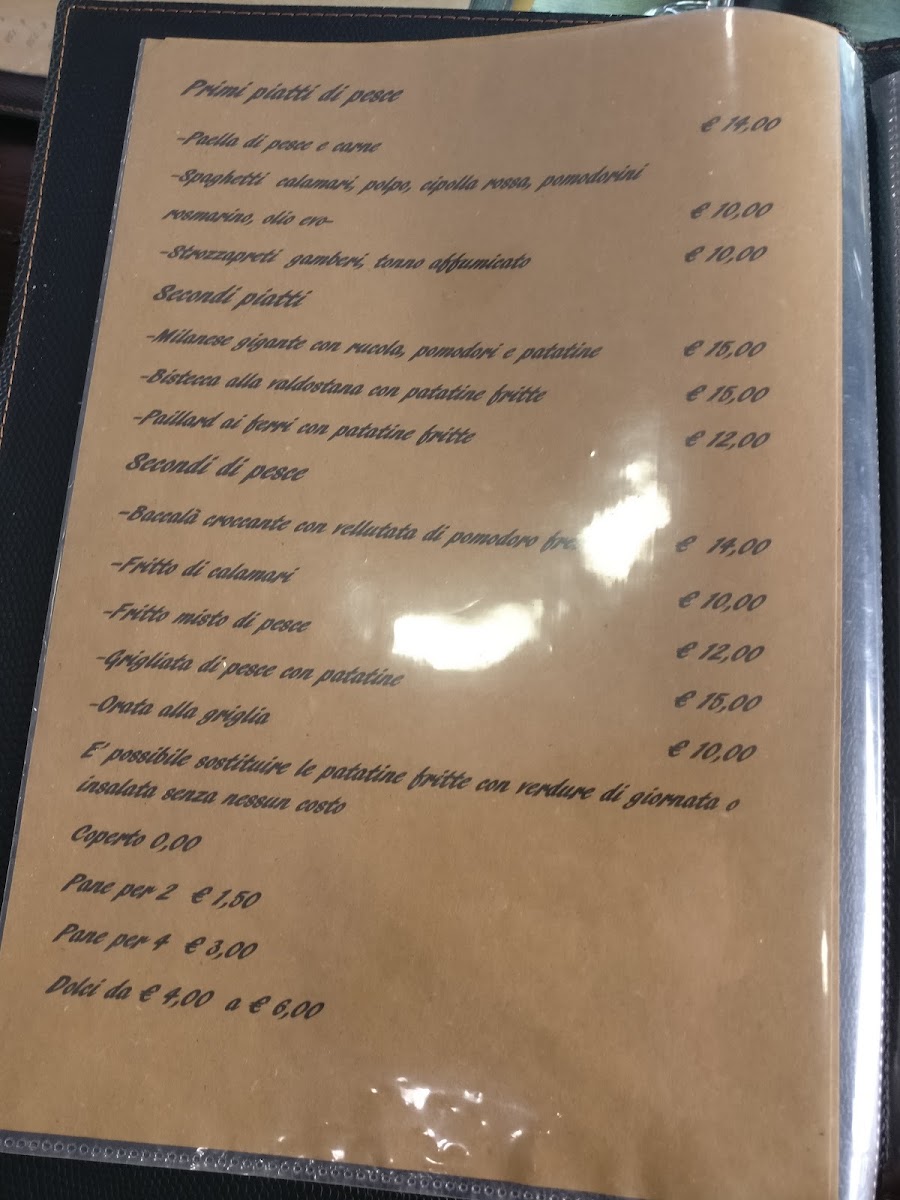 Primi piatti di pesce
-Paella di pesce e carne € 14,00
-Spaghetti calamari, polpo, cipolla rossa, pomodorini
rosmarino, olio evo- € 10,00
-Strozzapreti gamberi, tonno affumicato € 10,00
Secondi piatti
-Milanese gigante con rucola, pomodori e patatine € 15,00
-Bistecca alla valdostana con patatine fritte € 15,00
-Paillard ai ferri con patatine fritte € 12,00
Secondi di pesce
-Baccalà croccante con vellutata di pomodoro € 14,00
-Fritto di calamari € 10,00
-Fritto misto di pesce € 12,00
-Grigliata di pesce con patatine € 15,00
-Orata alla griglia € 10,00
E' possibile sostituire le patatine fritte con verdure di giornata o
insalata senza nessun costo
Coperto 0,00
Pane per 2 € 1,50
Pane per 4 € 3,00
Dolci da € 4,00 a € 6,00